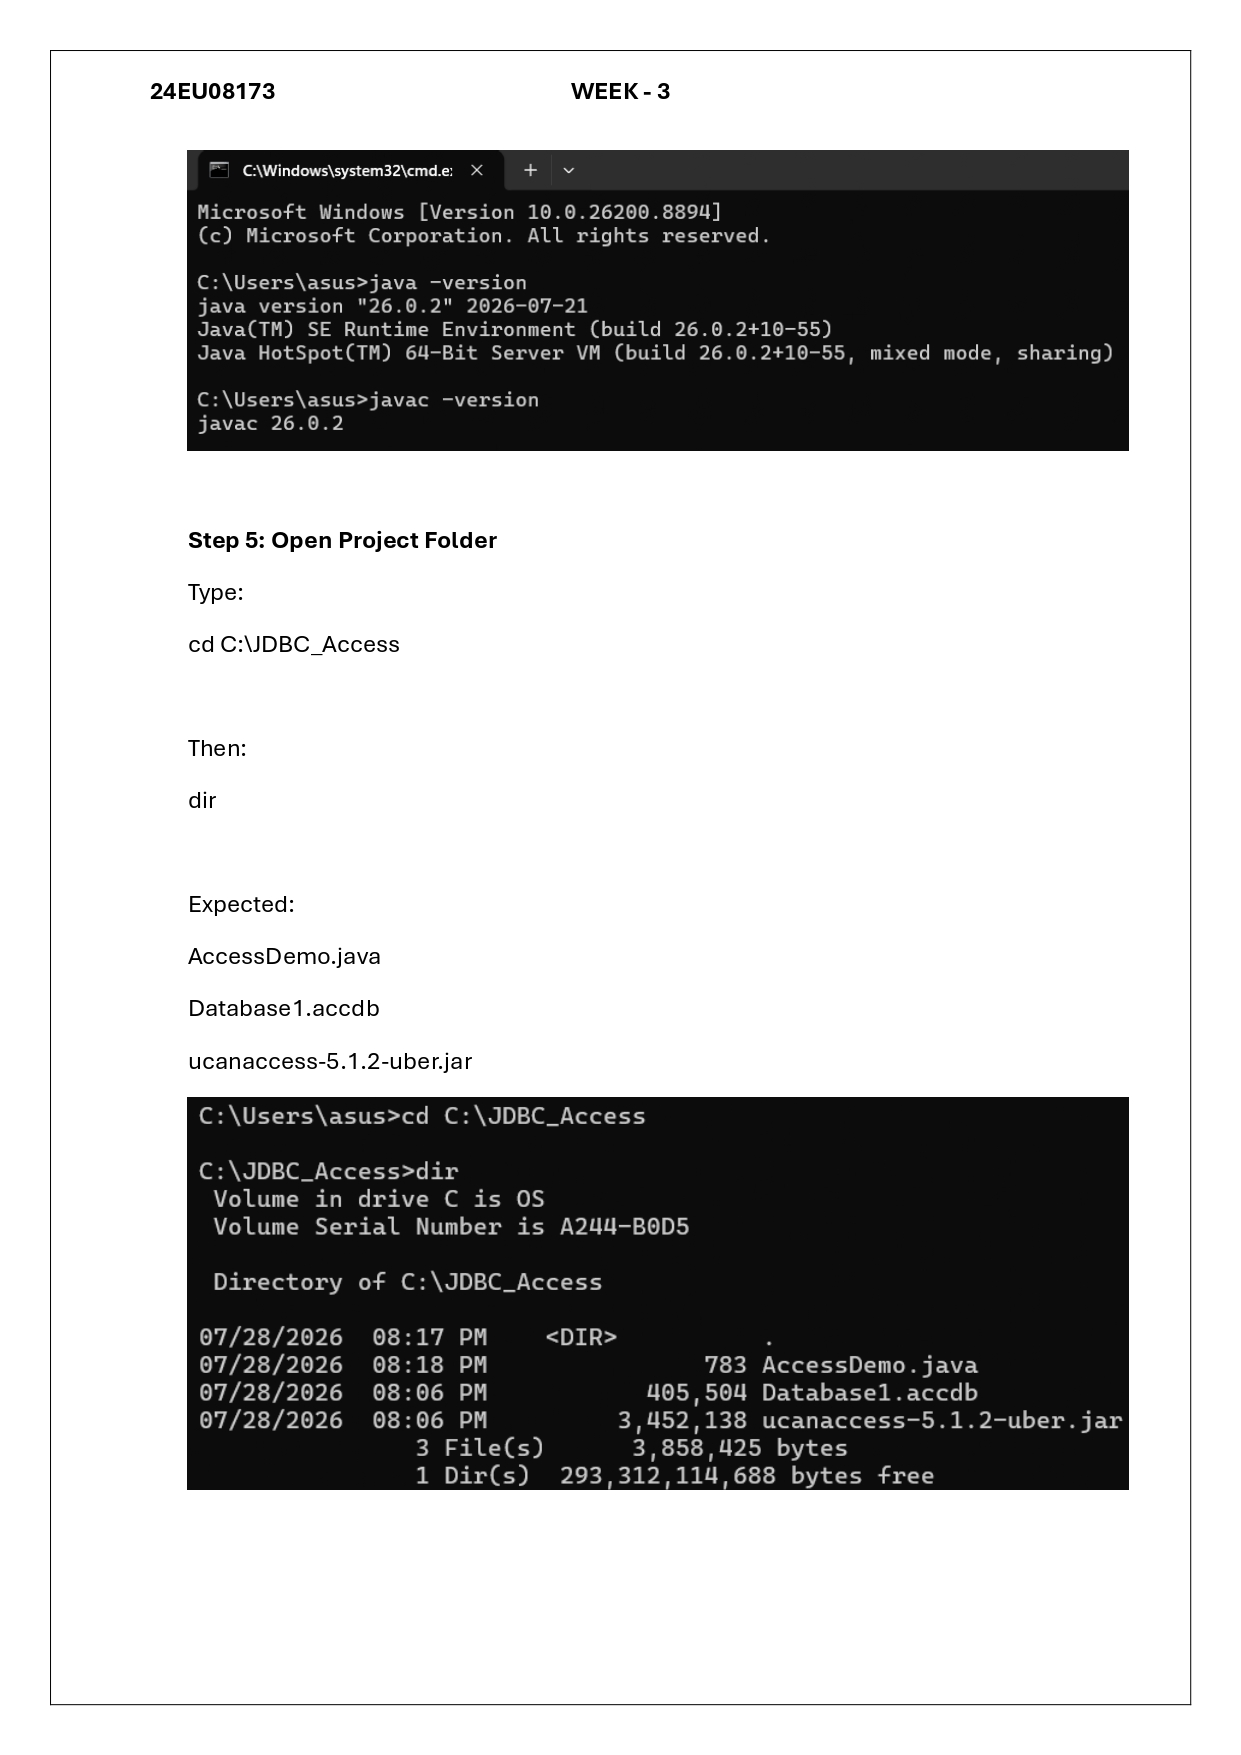 24EU08173 WEEK - 3
C:\Windows\system32\cmd.e:
Microsoft Windows [Version 10.0.26200.8894]
(c) Microsoft Corporation. All rights reserved.
C:\Users\asus>java -version
java version "26.0.2" 2026-07-21
Java(TM) SE Runtime Environment (build 26.0.2+10-55)
Java HotSpot(TM) 64-Bit Server VM (build 26.0.2+10-55, mixed mode, sharing)
C:\Users\asus>javac -version
javac 26.0.2
Step 5: Open Project Folder
Type:
cd C:\JDBC_Access
Then:
dir
Expected:
AccessDemo.java
Database1.accdb
ucanaccess-5.1.2-uber.jar
C:\Users\asus>cd C:\JDBC_Access
C:\JDBC_Access>dir
Volume in drive C is OS
Volume Serial Number is A244-B0D5
Directory of C:\JDBC_Access
07/28/2026 08:17 PM <DIR> .
07/28/2026 08:18 PM 783 AccessDemo.java
07/28/2026 08:06 PM 405,504 Database1.accdb
07/28/2026 08:06 PM 3,452,138 ucanaccess-5.1.2-uber.jar
3 File(s) 3,858,425 bytes
1 Dir(s) 293,312,114,688 bytes free